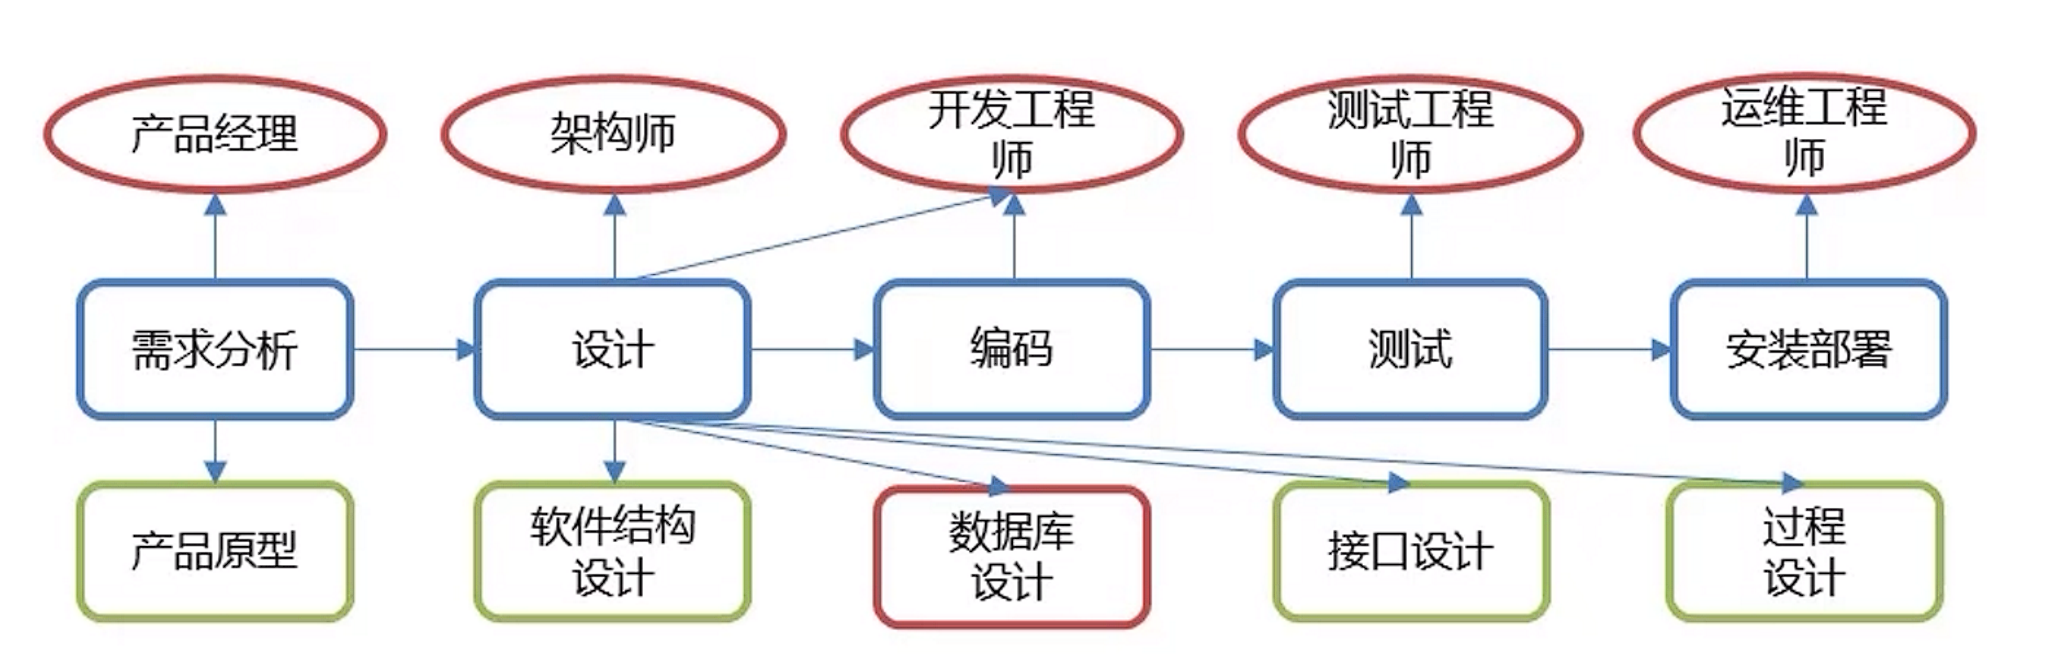 产品经理
架构师
开发工程
师
测试工程
师
运维工程
师
需求分析
设计
编码
测试
安装部署
产品原型
软件结构
设计
数据库
设计
接口设计
过程
设计